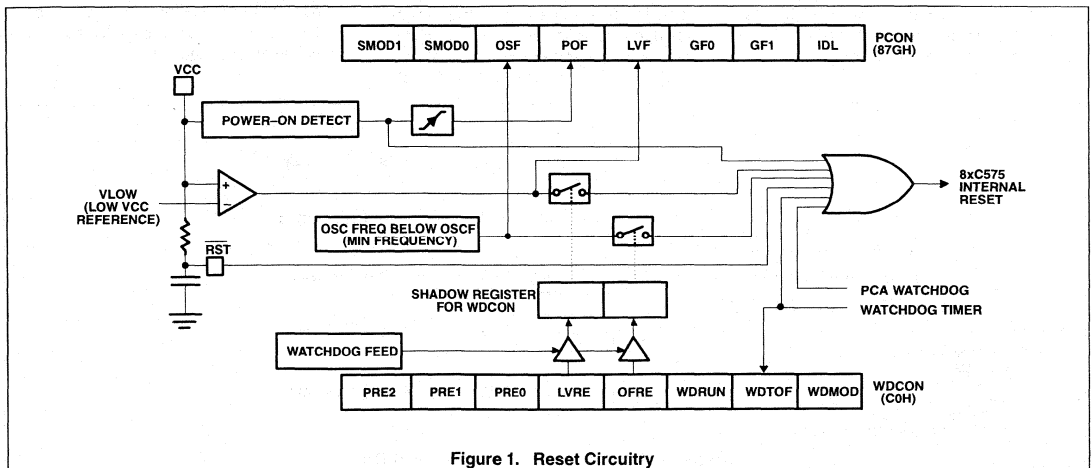 SMOD1 SMOD0 OSF POF LVF GF0 GF1 IDL
PCON
(87GH)
VCC
POWER–ON DETECT
+
–
VLOW
(LOW VCC
REFERENCE)
8xC575
INTERNAL
RESET
OSC FREQ BELOW OSCF
(MIN FREQUENCY)
RST
SHADOW REGISTER
FOR WDCON
PCA WATCHDOG
WATCHDOG TIMER
WATCHDOG FEED
PRE2 PRE1 PRE0 LVRE OFRE WDRUN WDTOF WDMOD
WDCON
(C0H)
Figure 1. Reset Circuitry